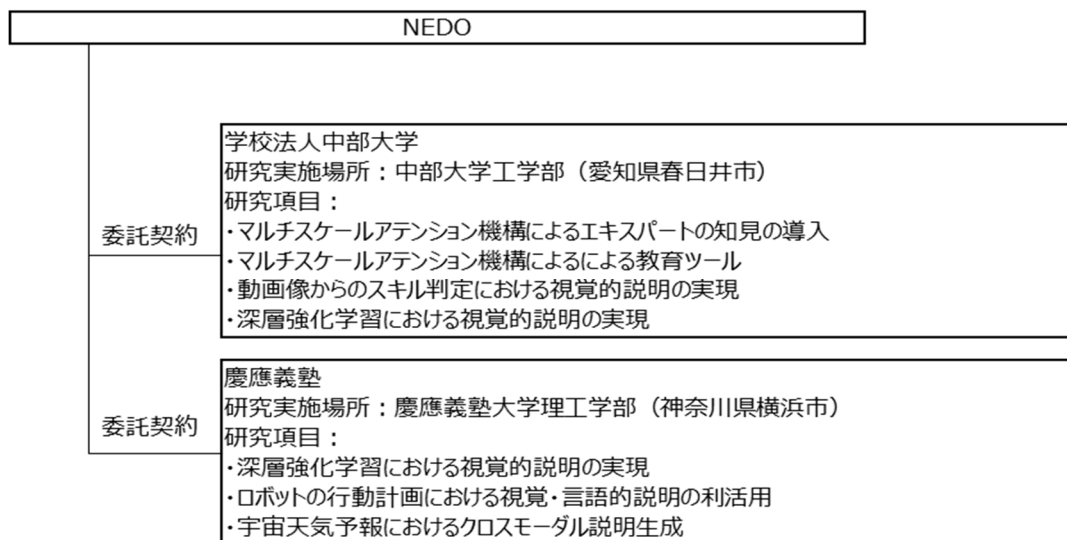 NEDO
学校法人中部大学
研究実施場所：中部大学工学部（愛知県春日井市）
研究項目：
委託契約
・マルチスケールアテンション機構によるエキスパートの知見の導入
・マルチスケールアテンション機構によるによる教育ツール
・動画像からのスキル判定における視覚的説明の実現
・深層強化学習における視覚的説明の実現
慶應義塾
研究実施場所：慶應義塾大学理工学部（神奈川県横浜市）
委託契約
研究項目：
・深層強化学習における視覚的説明の実現
・ロボットの行動計画における視覚・言語的説明の利活用
・宇宙天気予報におけるクロスモーダル説明生成